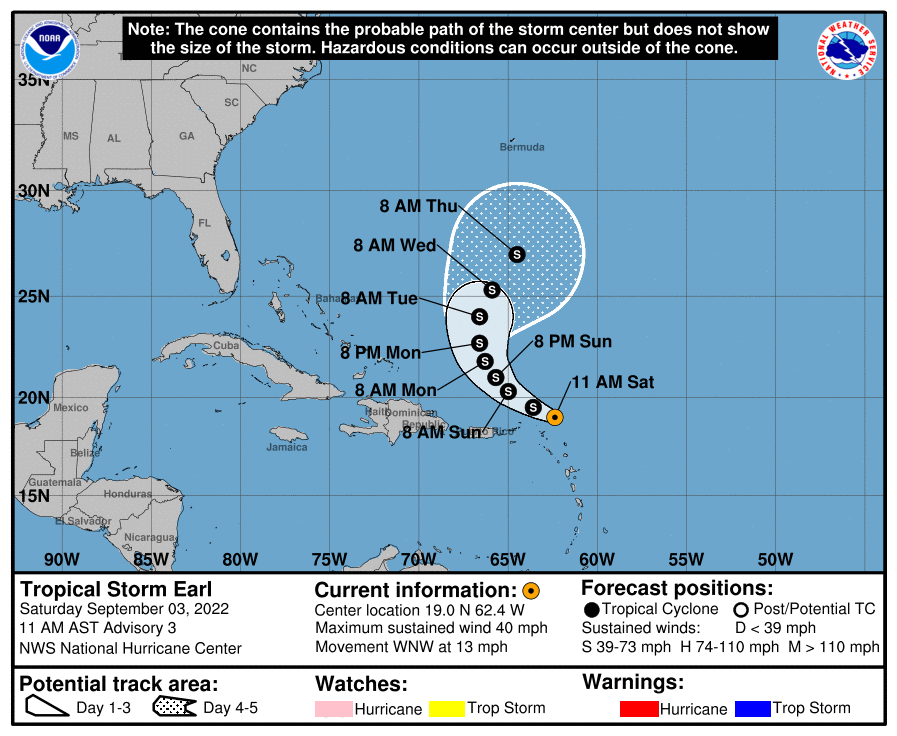 Note: The cone contains the probable path of the storm center but does not show
the size of the storm. Hazardous conditions can occur outside of the cone.
NOAA
NATIONAL WEATHER SERVICE
35N
NC
SC
MS
AL
GA
Bermuda
30N
8 AM Thu
FL
8 AM Wed
25N
8 AM Tue
8 PM Mon
8 PM Sun
Cuba
8 AM Mon
11 AM Sat
20N
Mexico
Haiti
Dominican
Republic
8 AM Sun
Rico
Jamaica
Belize
Guatemala
15N
Honduras
El Salvador
Nicaragua
90W
85W
80W
75W
70W
65W
60W
55W
50W
Tropical Storm Earl
Saturday September 03, 2022
11 AM AST Advisory 3
NWS National Hurricane Center
Current information:
Center location 19.0 N 62.4 W
Maximum sustained wind 40 mph
Movement WNW at 13 mph
Forecast positions:
Tropical Cyclone Post/Potential TC
Sustained winds: D < 39 mph
S 39-73 mph H 74-110 mph M > 110 mph
Potential track area:
Day 1-3 Day 4-5
Watches:
Hurricane Trop Storm
Warnings:
Hurricane Trop Storm
S
S
S
S
S
S
S
S